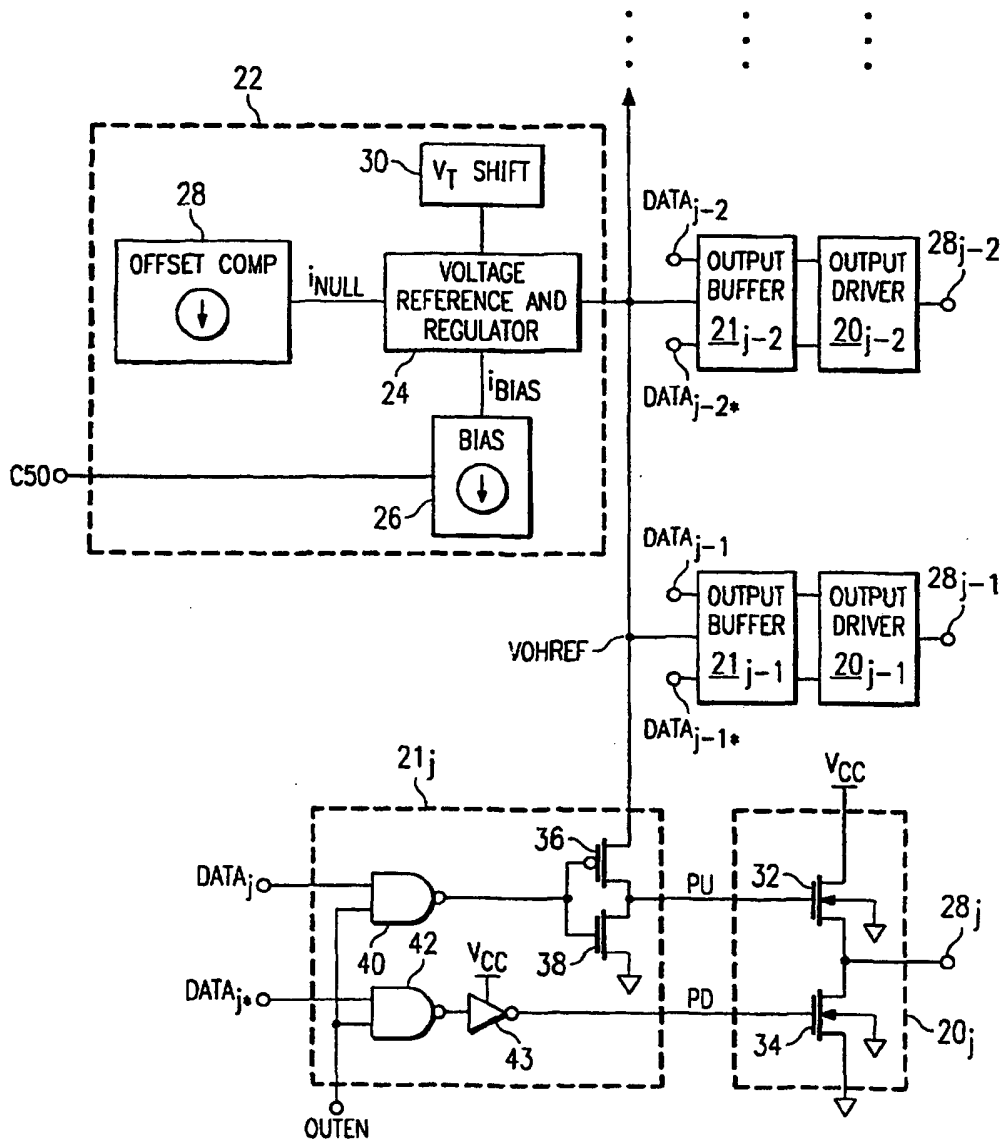 22
30
V_T SHIFT
28
OFFSET COMP
i_NULL
VOLTAGE
REFERENCE AND
REGULATOR
24
i_BIAS
BIAS
C50
26
DATA_j-2
OUTPUT
BUFFER
21_j-2
OUTPUT
DRIVER
20_j-2
28_j-2
DATA_j-2*
DATA_j-1
OUTPUT
BUFFER
21_j-1
OUTPUT
DRIVER
20_j-1
28_j-1
VOHREF
DATA_j-1*
21_j
V_CC
36
DATA_j
PU
32
28_j
40
42
V_CC
38
DATA_j*
PD
43
34
20_j
OUTEN